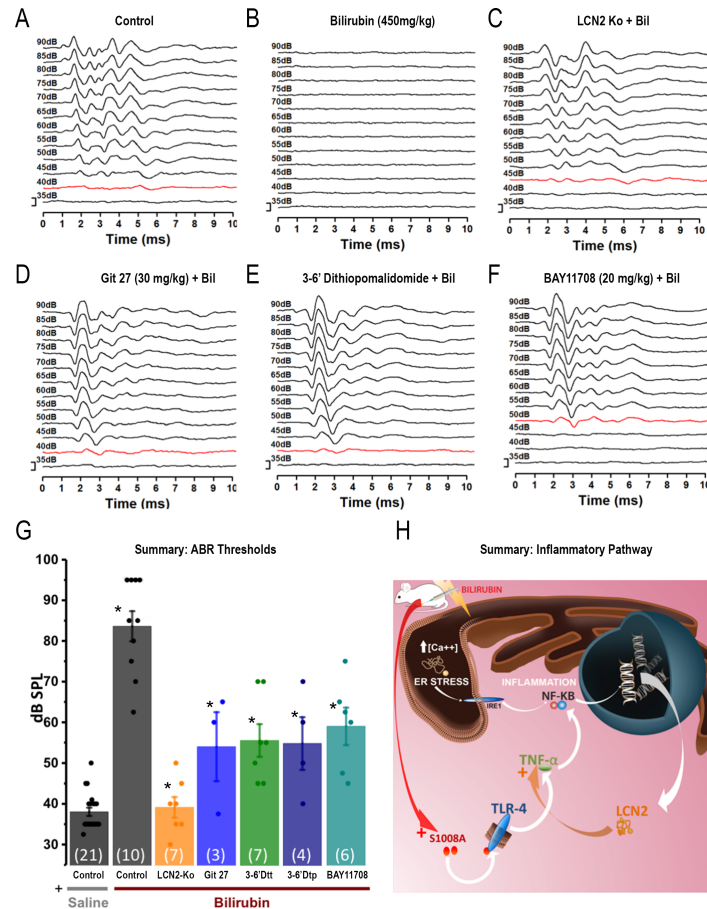 A
Control
90dB
85dB
80dB
75dB
70dB
65dB
60dB
55dB
50dB
45dB
40dB
35dB
0 1 2 3 4 5 6 7 8 9 10
Time (ms)
B
Bilirubin (450mg/kg)
90dB
85dB
80dB
75dB
70dB
65dB
60dB
55dB
50dB
45dB
40dB
35dB
0 1 2 3 4 5 6 7 8 9 10
Time (ms)
C
LCN2 Ko + Bil
90dB
85dB
80dB
75dB
70dB
65dB
60dB
55dB
50dB
45dB
40dB
35dB
0 1 2 3 4 5 6 7 8 9 10
Time (ms)
D
Git 27 (30 mg/kg) + Bil
90dB
85dB
80dB
75dB
70dB
65dB
60dB
55dB
50dB
45dB
40dB
35dB
0 1 2 3 4 5 6 7 8 9 10
Time (ms)
E
3-6' Dithiopomalidomide + Bil
90dB
85dB
80dB
75dB
70dB
65dB
60dB
55dB
50dB
45dB
40dB
35dB
0 1 2 3 4 5 6 7 8 9 10
Time (ms)
F
BAY11708 (20 mg/kg) + Bil
90dB
85dB
80dB
75dB
70dB
65dB
60dB
55dB
50dB
45dB
40dB
35dB
0 1 2 3 4 5 6 7 8 9 10
Time (ms)
G
Summary: ABR Thresholds
dB SPL
100
90
80
70
60
50
40
30
* * * * * *
(21) (10) (7) (3) (7) (4) (6)
Control Control LCN2-Ko Git 27 3-6'Dtt 3-6'Dtp BAY11708
+
Saline Bilirubin
H
Summary: Inflammatory Pathway
BILIRUBIN
[Ca++]
ER STRESS
IRE1
INFLAMMATION
NF-KB
TNF-α
+
TLR-4
LCN2
+
S1008A